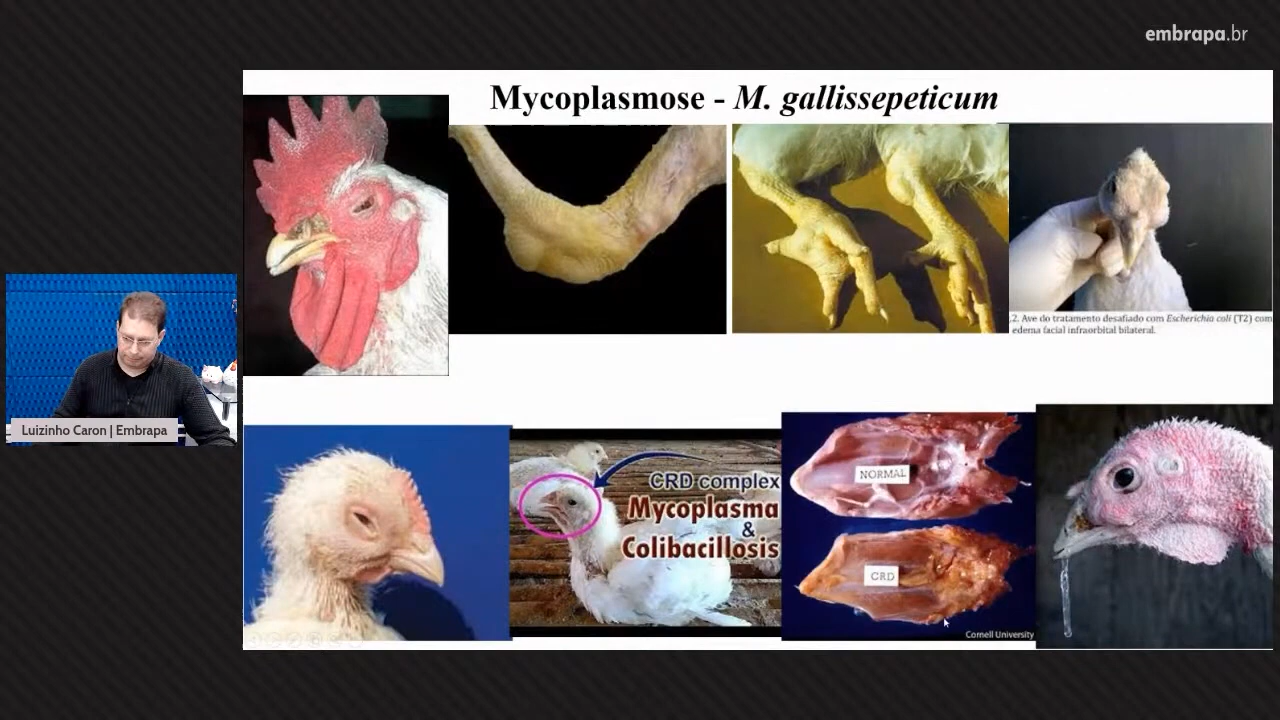 embrapa.br
Mycoplasmose - M. gallissepeticum
.2. Ave do tratamento desafiado com Escherichia coli (T2) com
edema facial infraorbital bilateral.
Luizinho Caron | Embrapa
CRD complex
Mycoplasma
&
Colibacillosis
NORMAL
CRD
Cornell University